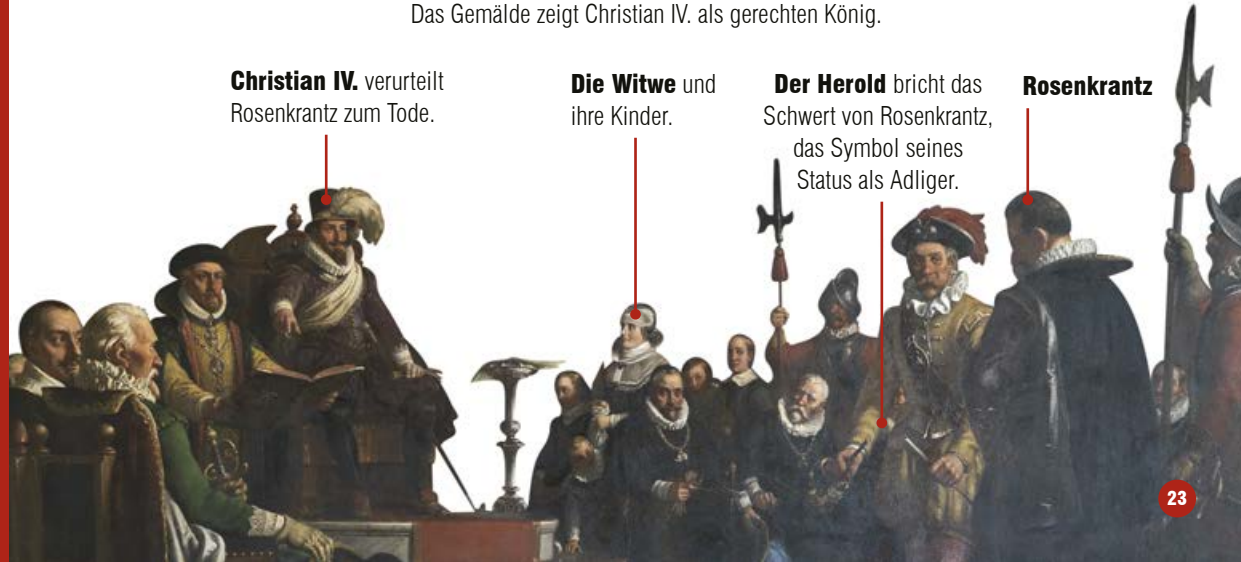 Das Gemälde zeigt Christian IV. als gerechten König.
Christian IV. verurteilt
Rosenkrantz zum Tode.
Die Witwe und
ihre Kinder.
Der Herold bricht das
Schwert von Rosenkrantz,
das Symbol seines
Status als Adliger.
Rosenkrantz
23